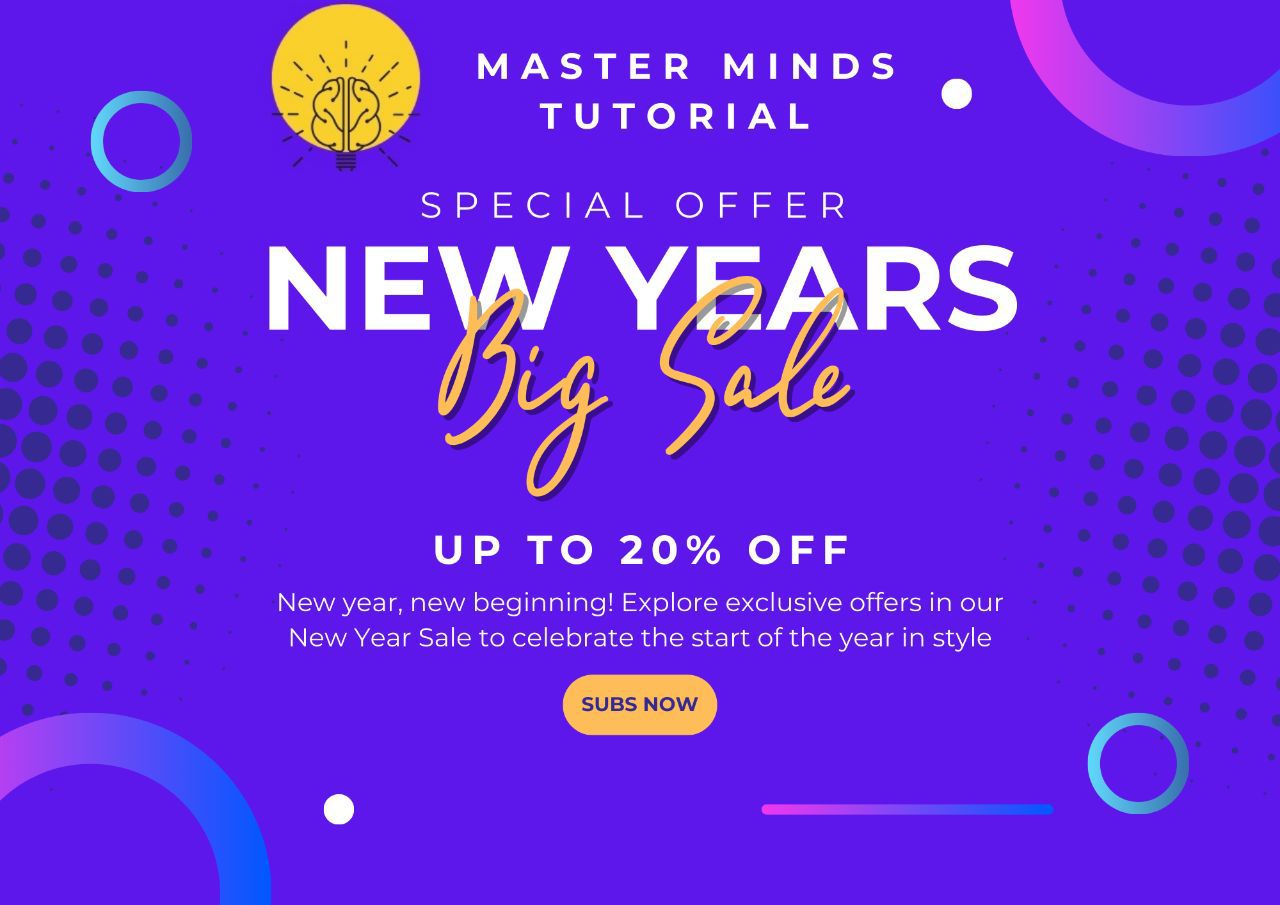 MASTER MINDS
TUTORIAL
SPECIAL OFFER
NEW YEARS
Big Sale
UP TO 20% OFF
New year, new beginning! Explore exclusive offers in our
New Year Sale to celebrate the start of the year in style
SUBS NOW